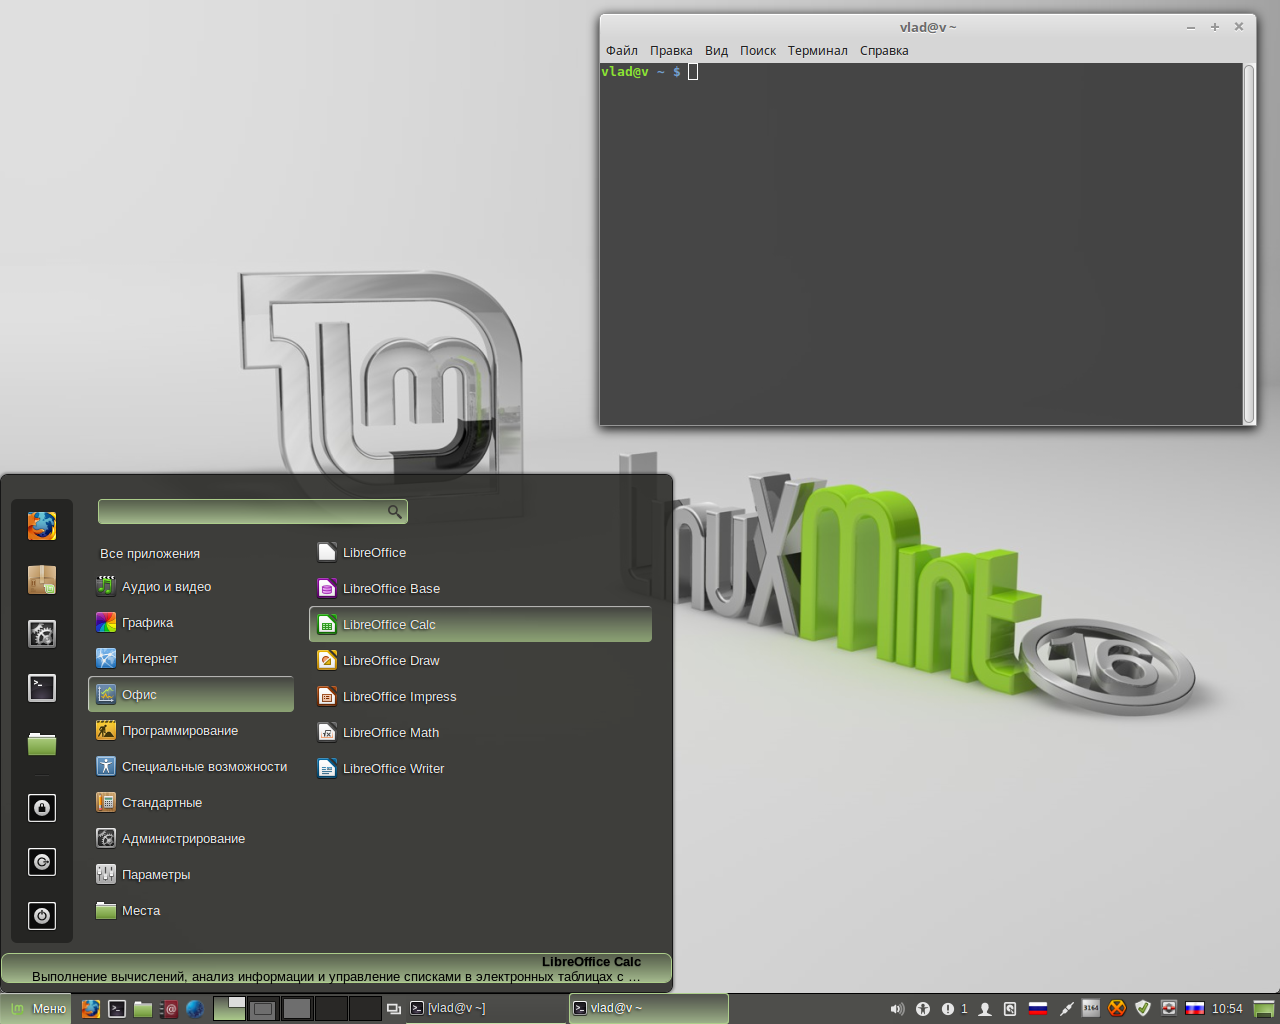 vlad@v ~
Файл Правка Вид Поиск Терминал Справка
vlad@v ~ $
Linux Mint 16
Все приложения
Аудио и видео
Графика
Интернет
Офис
Программирование
Специальные возможности
Стандартные
Администрирование
Параметры
Места
LibreOffice
LibreOffice Base
LibreOffice Calc
LibreOffice Draw
LibreOffice Impress
LibreOffice Math
LibreOffice Writer
LibreOffice Calc
Выполнение вычислений, анализ информации и управление списками в электронных таблицах с ...
Меню [vlad@v ~] vlad@v ~ 1 3164 10:54